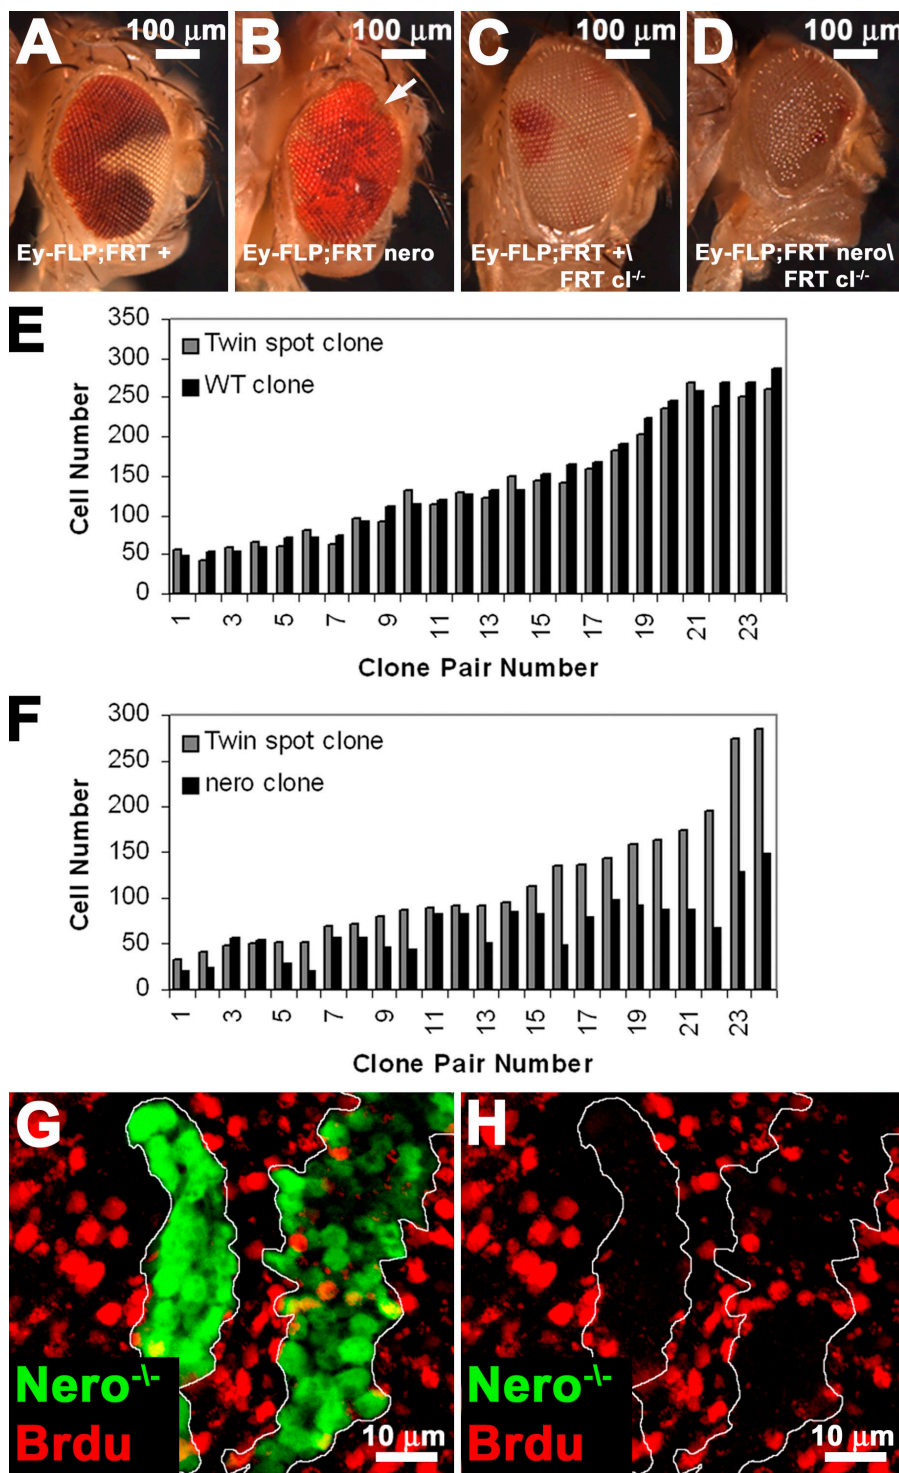 A 100 μm
B 100 μm
C 100 μm
D 100 μm
Ey-FLP;FRT +
Ey-FLP;FRT nero
Ey-FLP;FRT +\
FRT cl-/-
Ey-FLP;FRT nero\
FRT cl-/-
E
350
300
250
200
150
100
50
0
Cell Number
Twin spot clone
WT clone
1 3 5 7 9 11 13 15 17 19 21 23
Clone Pair Number
F
300
250
200
150
100
50
0
Cell Number
Twin spot clone
nero clone
1 3 5 7 9 11 13 15 17 19 21 23
Clone Pair Number
G
Nero-\-
Brdu
10 μm
H
Nero-\-
Brdu
10 μm